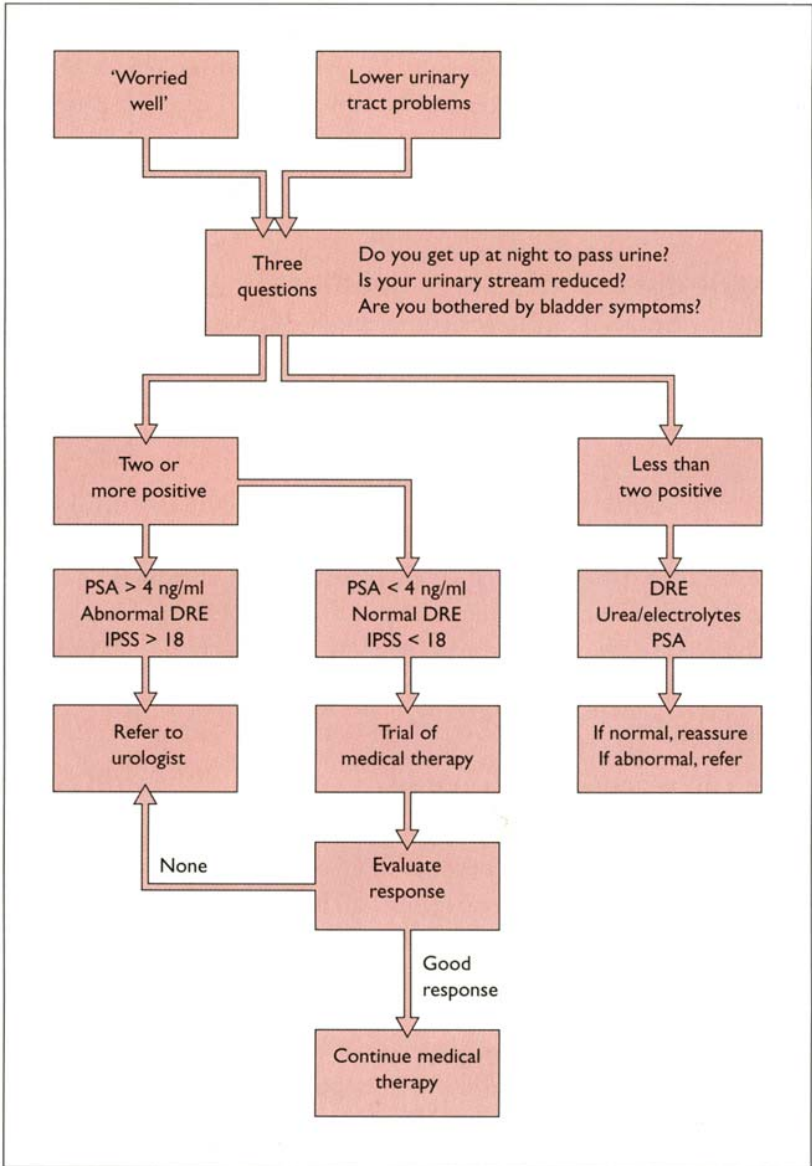 ‘Worried
well’
Lower urinary
tract problems
Three
questions
Do you get up at night to pass urine?
Is your urinary stream reduced?
Are you bothered by bladder symptoms?
Two or
more positive
Less than
two positive
PSA > 4 ng/ml
Abnormal DRE
IPSS > 18
PSA < 4 ng/ml
Normal DRE
IPSS < 18
DRE
Urea/electrolytes
PSA
Refer to
urologist
Trial of
medical therapy
If normal, reassure
If abnormal, refer
None
Evaluate
response
Good
response
Continue medical
therapy